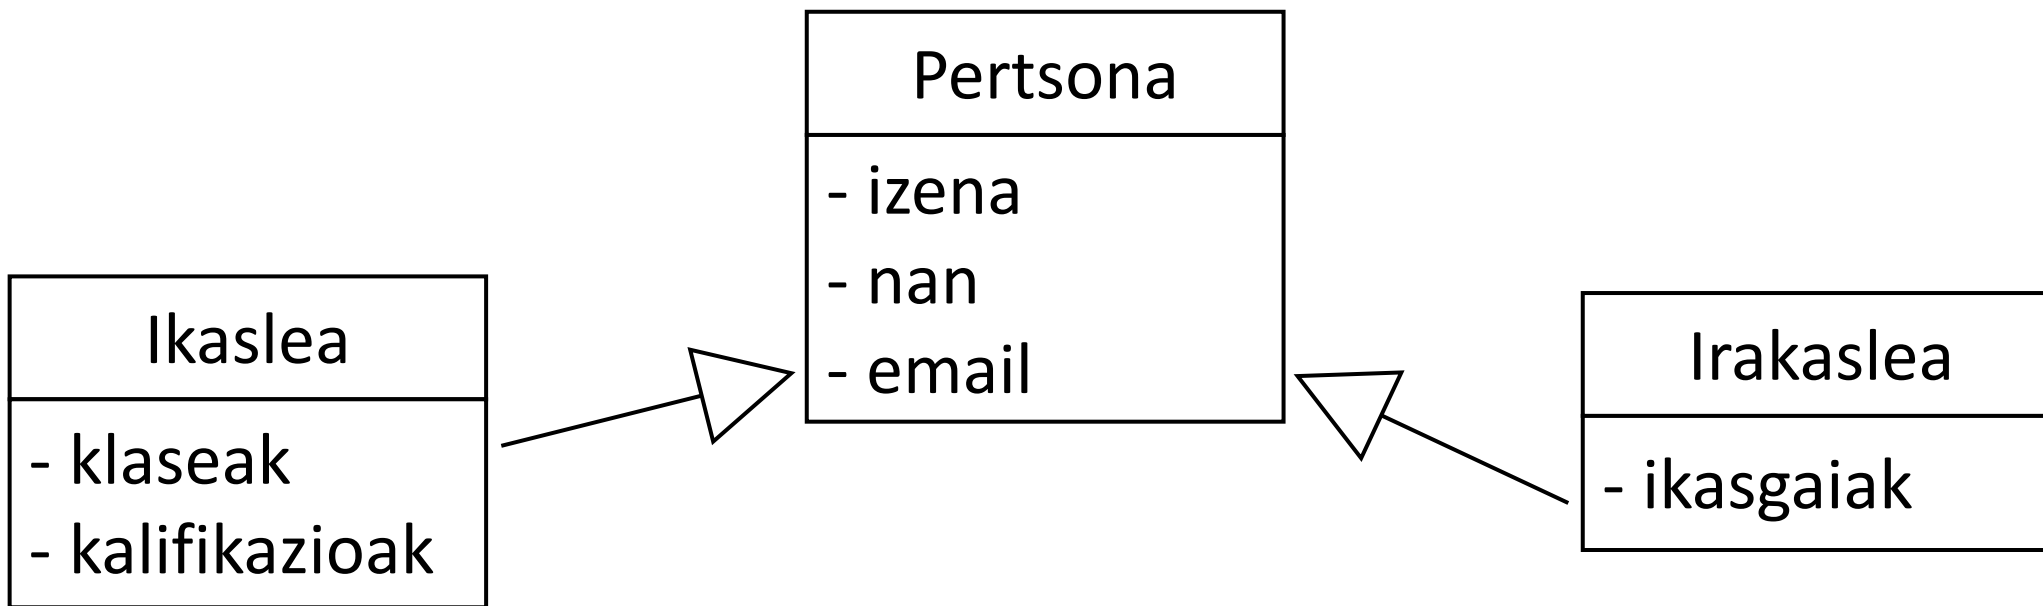 Pertsona
- izena
- nan
- email
Ikaslea
- klaseak
- kalifikazioak
Irakaslea
- ikasgaiak